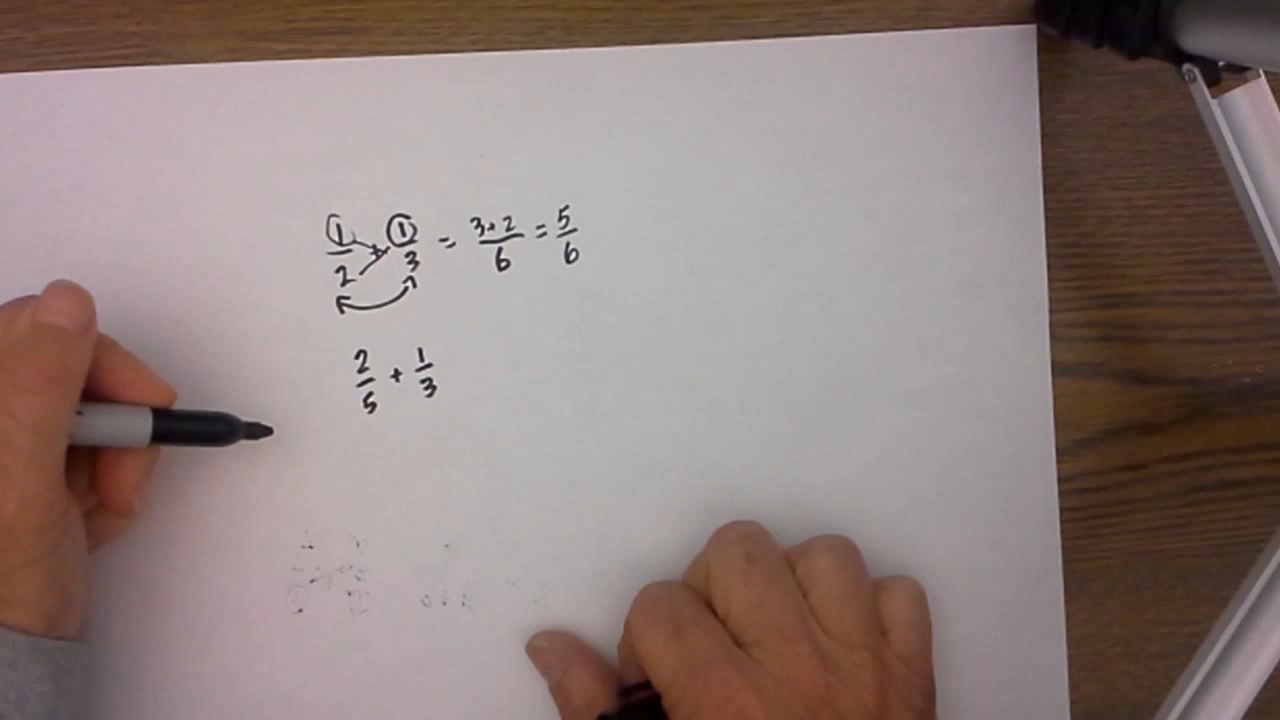 1/2 + 1/3 = 3+2/6 = 5/6
2/5 + 1/3